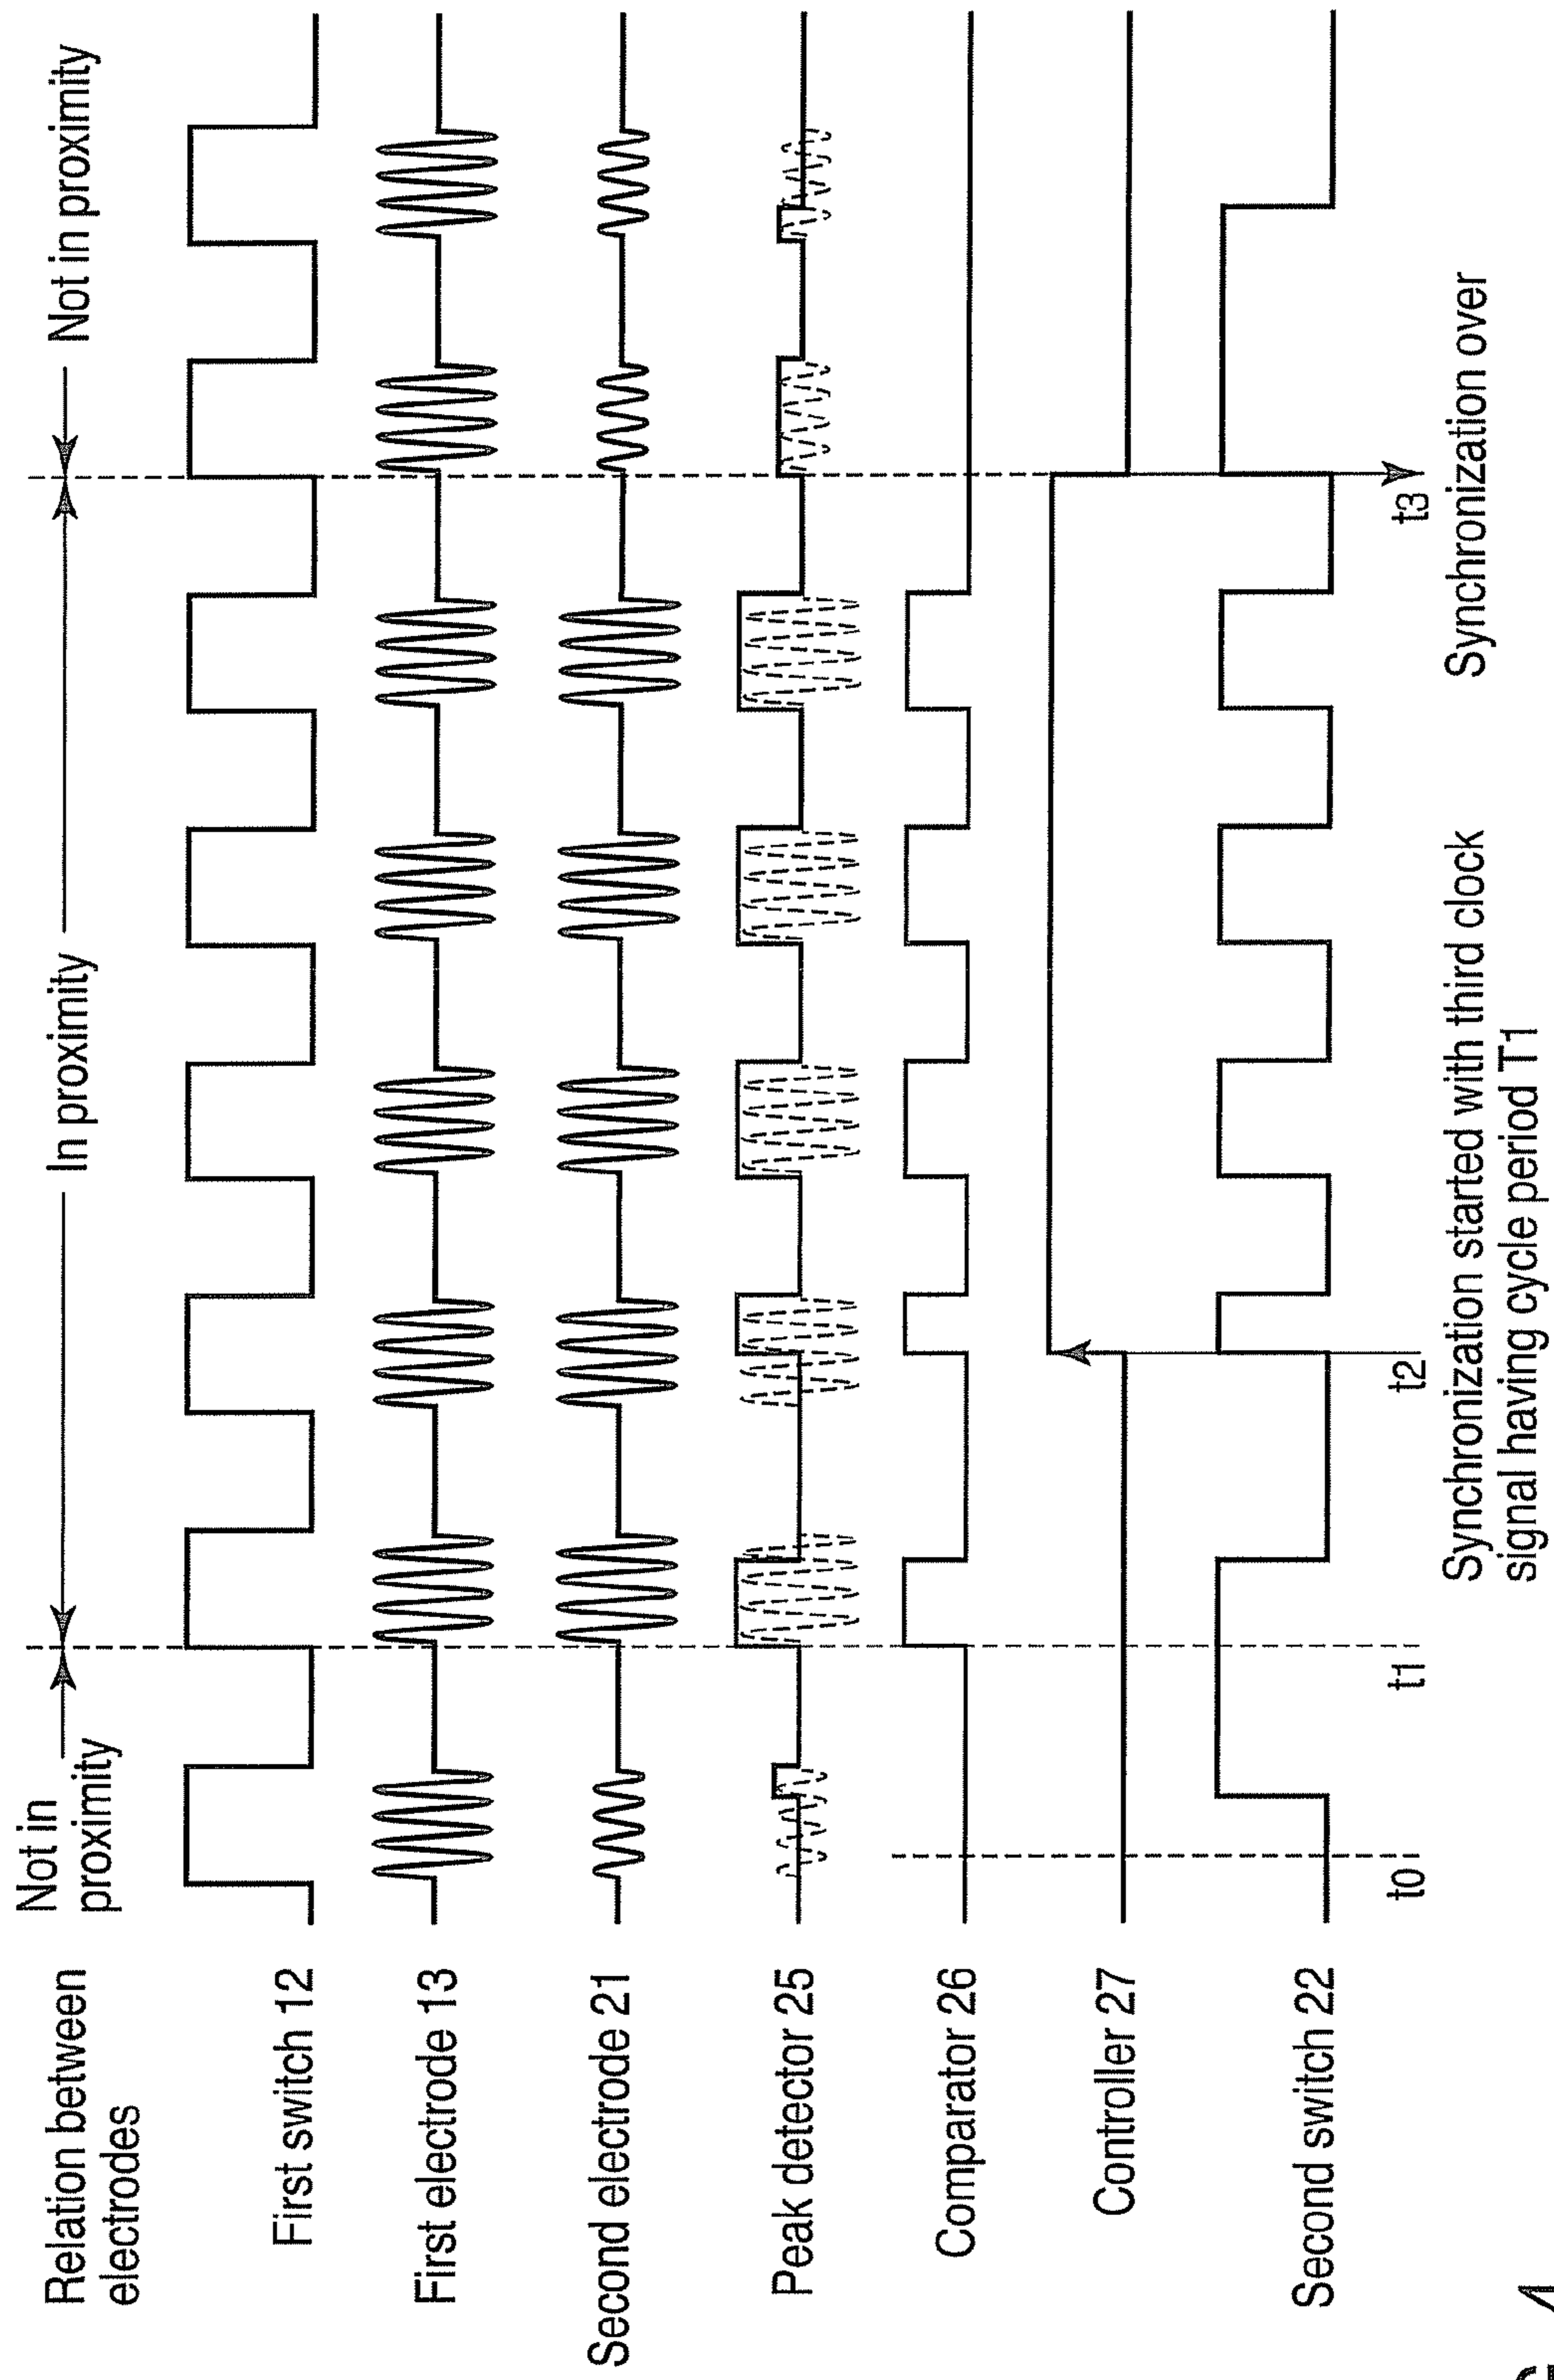 Relation between
electrodes
Not in
proximity
In proximity
Not in proximity
First switch 12
First electrode 13
Second electrode 21
Peak detector 25
Comparator 26
Controller 27
Second switch 22
t0
t1
t2
t3
Synchronization started with third clock
signal having cycle period T1
Synchronization over